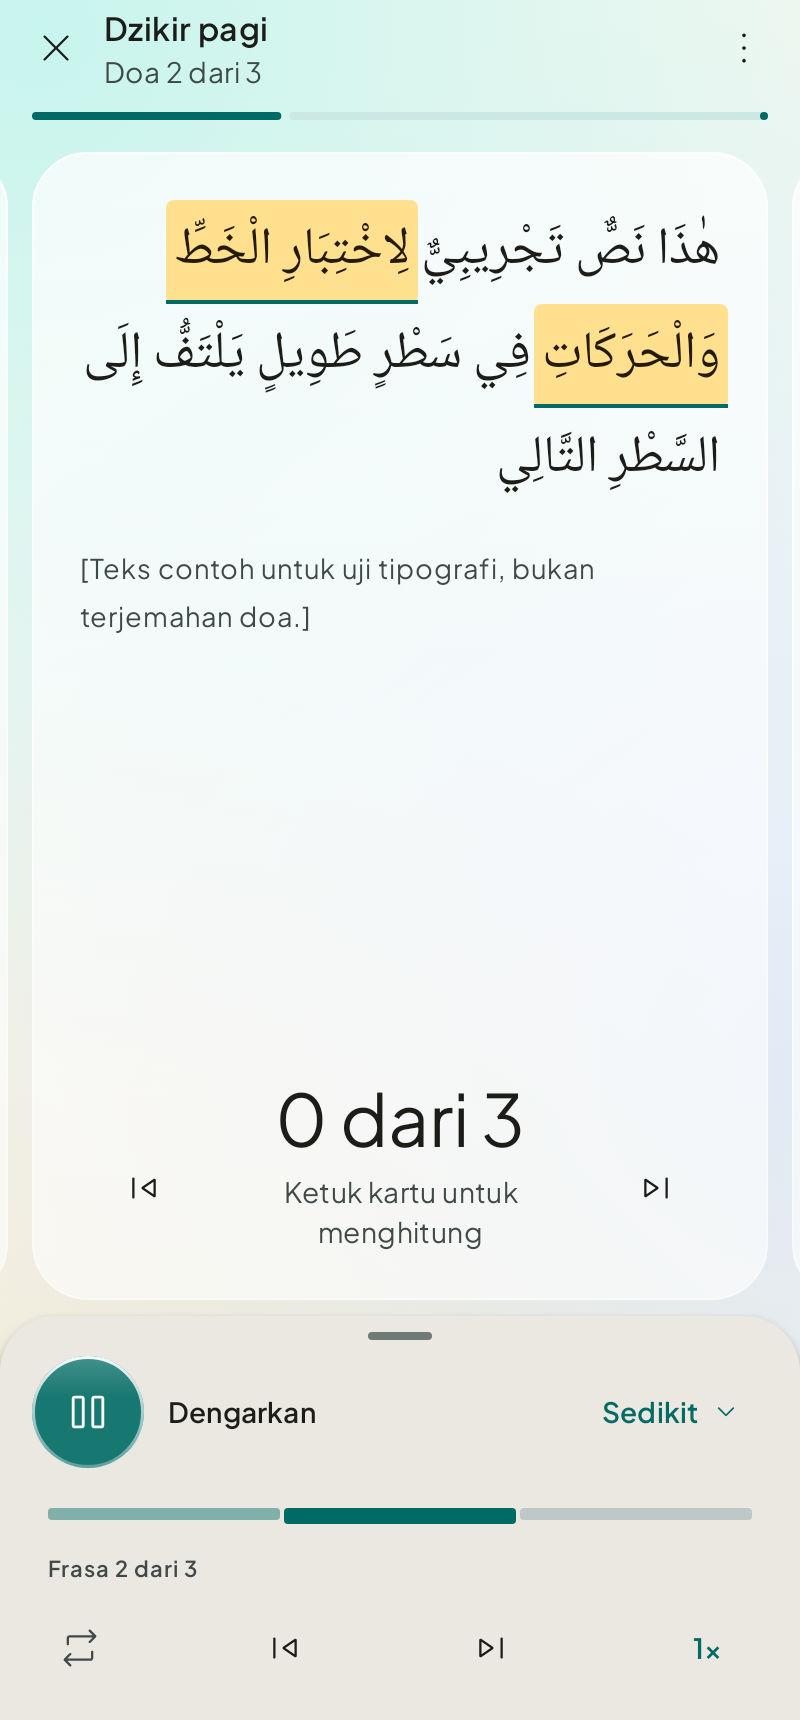 Dzikir pagi
Doa 2 dari 3
هٰذَا نَصٌّ تَجْرِيبِيٌّ لِاخْتِبَارِ الْخَطِّ
وَالْحَرَكَاتِ فِي سَطْرٍ طَوِيلٍ يَلْتَفُّ إِلَى
السَّطْرِ التَّالِي
[Teks contoh untuk uji tipografi, bukan
terjemahan doa.]
0 dari 3
Ketuk kartu untuk
menghitung
Dengarkan
Sedikit
Frasa 2 dari 3
1×